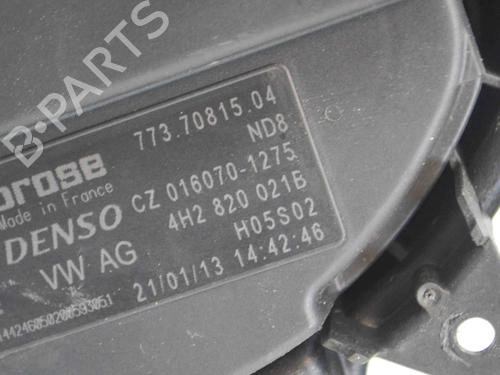 B-PARTS
773.70815.04
ND8
brose
Made in France
DENSO
CZ 016070-1275
4H2 820 021B
VW AG
H05S02
21/01/13 14:42:46